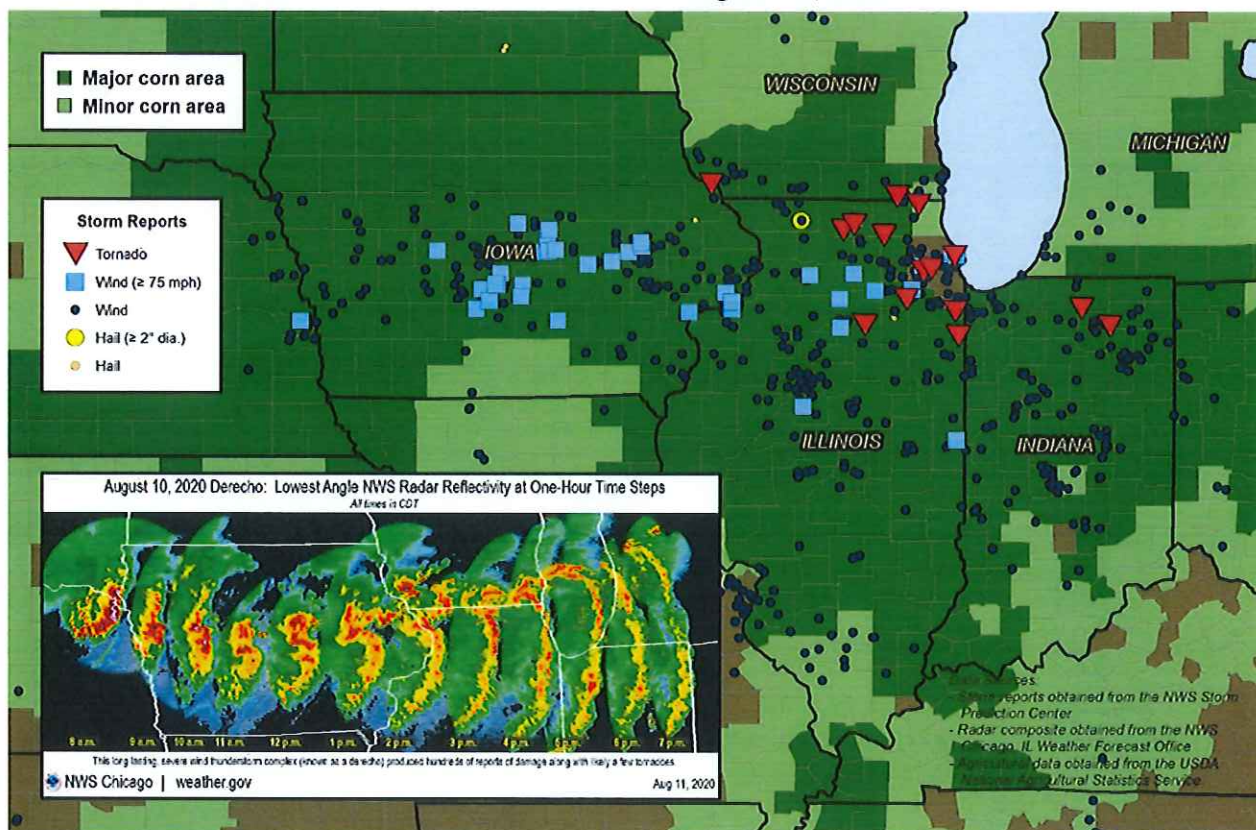 Major corn area
Minor corn area
WISCONSIN
MICHIGAN
Storm Reports
Tornado
Wind (≥ 75 mph)
Wind
Hail (≥ 2" dia.)
Hail
IOWA
ILLINOIS
INDIANA
August 10, 2020 Derecho: Lowest Angle NWS Radar Reflectivity at One-Hour Time Steps
All times in CDT
8 a.m. 9 a.m. 10 a.m. 11 a.m. 12 p.m. 1 p.m. 2 p.m. 3 p.m. 4 p.m. 5 p.m. 6 p.m. 7 p.m.
This long lasting, severe wind thunderstorm complex (known as a derecho) produced hundreds of reports of damage along with likely a few tornadoes
NWS Chicago | weather.gov
Aug 11, 2020
Data Sources:
- Storm reports obtained from the NWS Storm
Prediction Center
- Radar composite obtained from the NWS
Chicago, IL Weather Forecast Office
- Agricultural data obtained from the USDA
National Agricultural Statistics Service